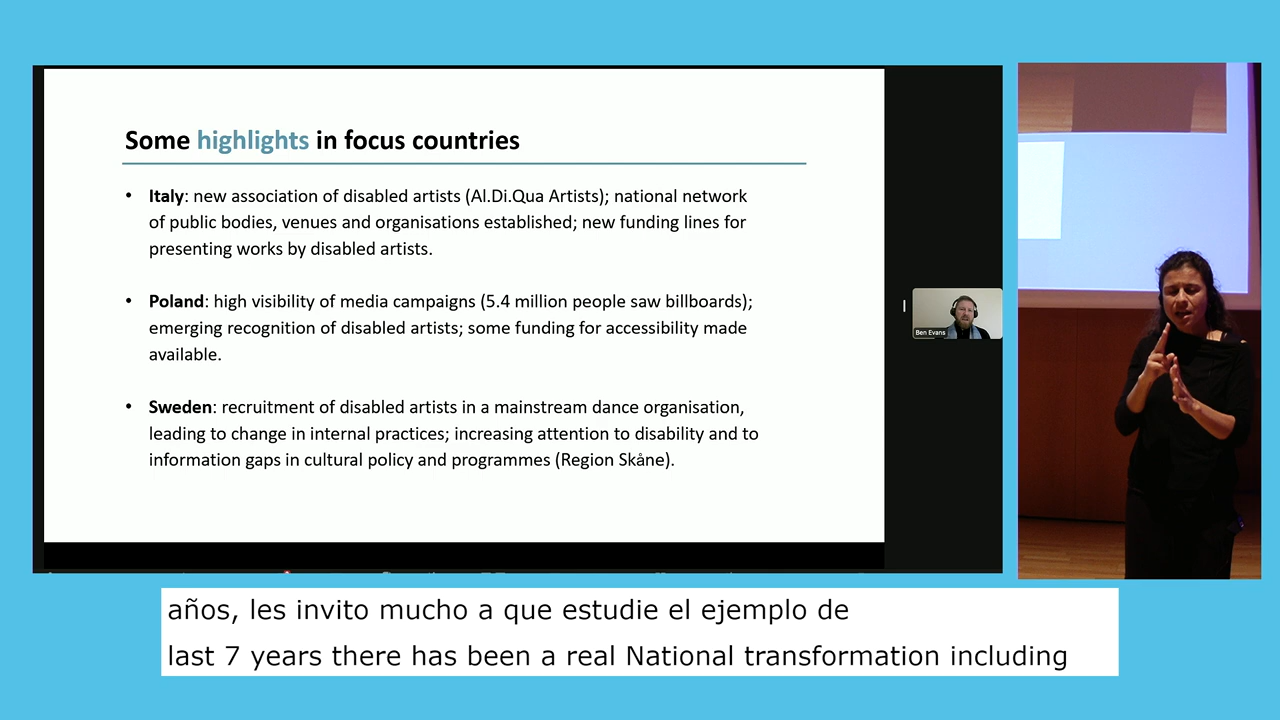 Some highlights in focus countries
• Italy: new association of disabled artists (Al.Di.Qua Artists); national network
of public bodies, venues and organisations established; new funding lines for
presenting works by disabled artists.
• Poland: high visibility of media campaigns (5.4 million people saw billboards);
emerging recognition of disabled artists; some funding for accessibility made
available.
• Sweden: recruitment of disabled artists in a mainstream dance organisation,
leading to change in internal practices; increasing attention to disability and to
information gaps in cultural policy and programmes (Region Skåne).
Ben Evans
años, les invito mucho a que estudie el ejemplo de
last 7 years there has been a real National transformation including